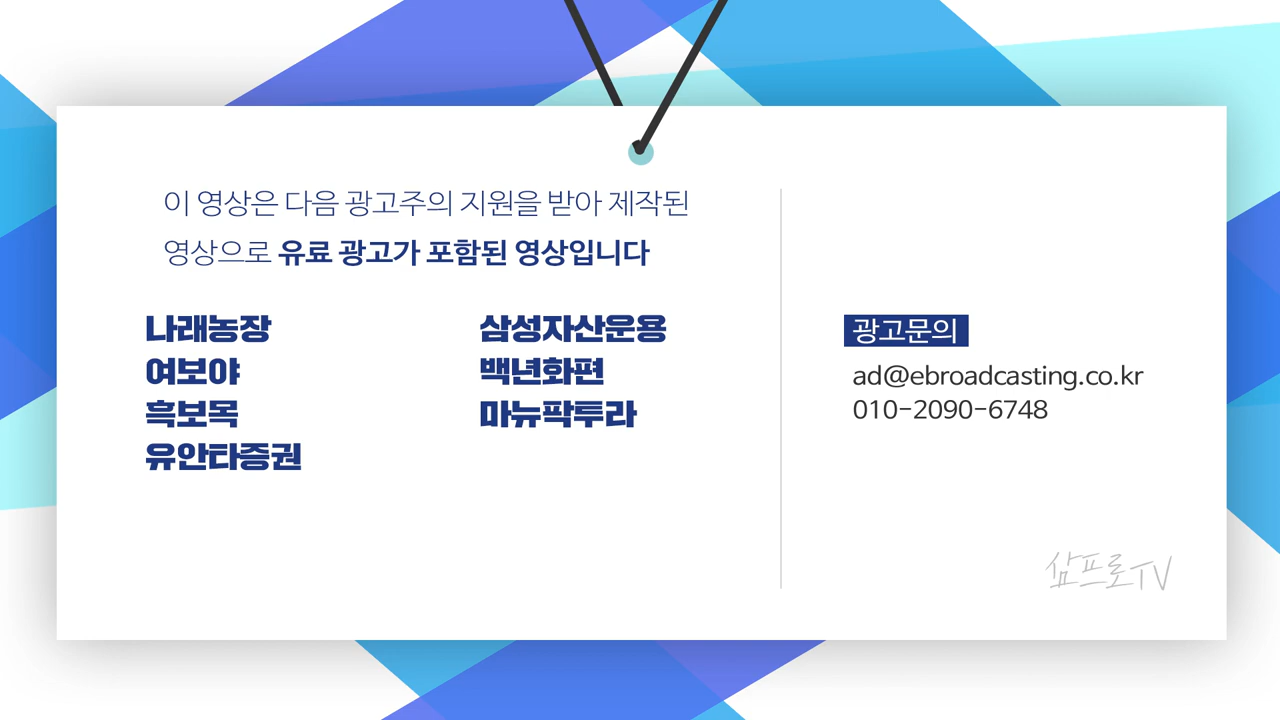 이 영상은 다음 광고주의 지원을 받아 제작된
영상으로 유료 광고가 포함된 영상입니다
나래농장
여보야
흑보목
유안타증권
삼성자산운용
백년화편
마뉴팍투라
광고문의
ad@ebroadcasting.co.kr
010-2090-6748
삼프로TV